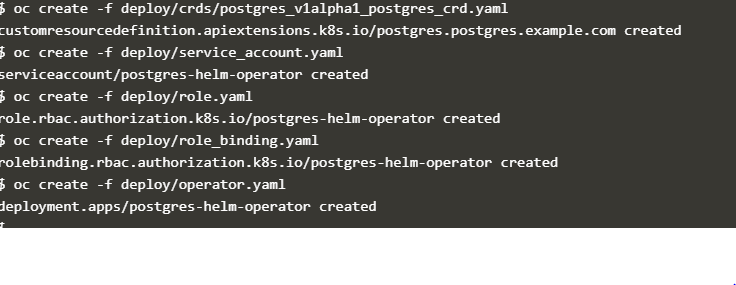 $ oc create -f deploy/crds/postgres_v1alpha1_postgres_crd.yaml
customresourcedefinition.apiextensions.k8s.io/postgres.postgres.example.com created
$ oc create -f deploy/service_account.yaml
serviceaccount/postgres-helm-operator created
$ oc create -f deploy/role.yaml
role.rbac.authorization.k8s.io/postgres-helm-operator created
$ oc create -f deploy/role_binding.yaml
rolebinding.rbac.authorization.k8s.io/postgres-helm-operator created
$ oc create -f deploy/operator.yaml
deployment.apps/postgres-helm-operator created
$